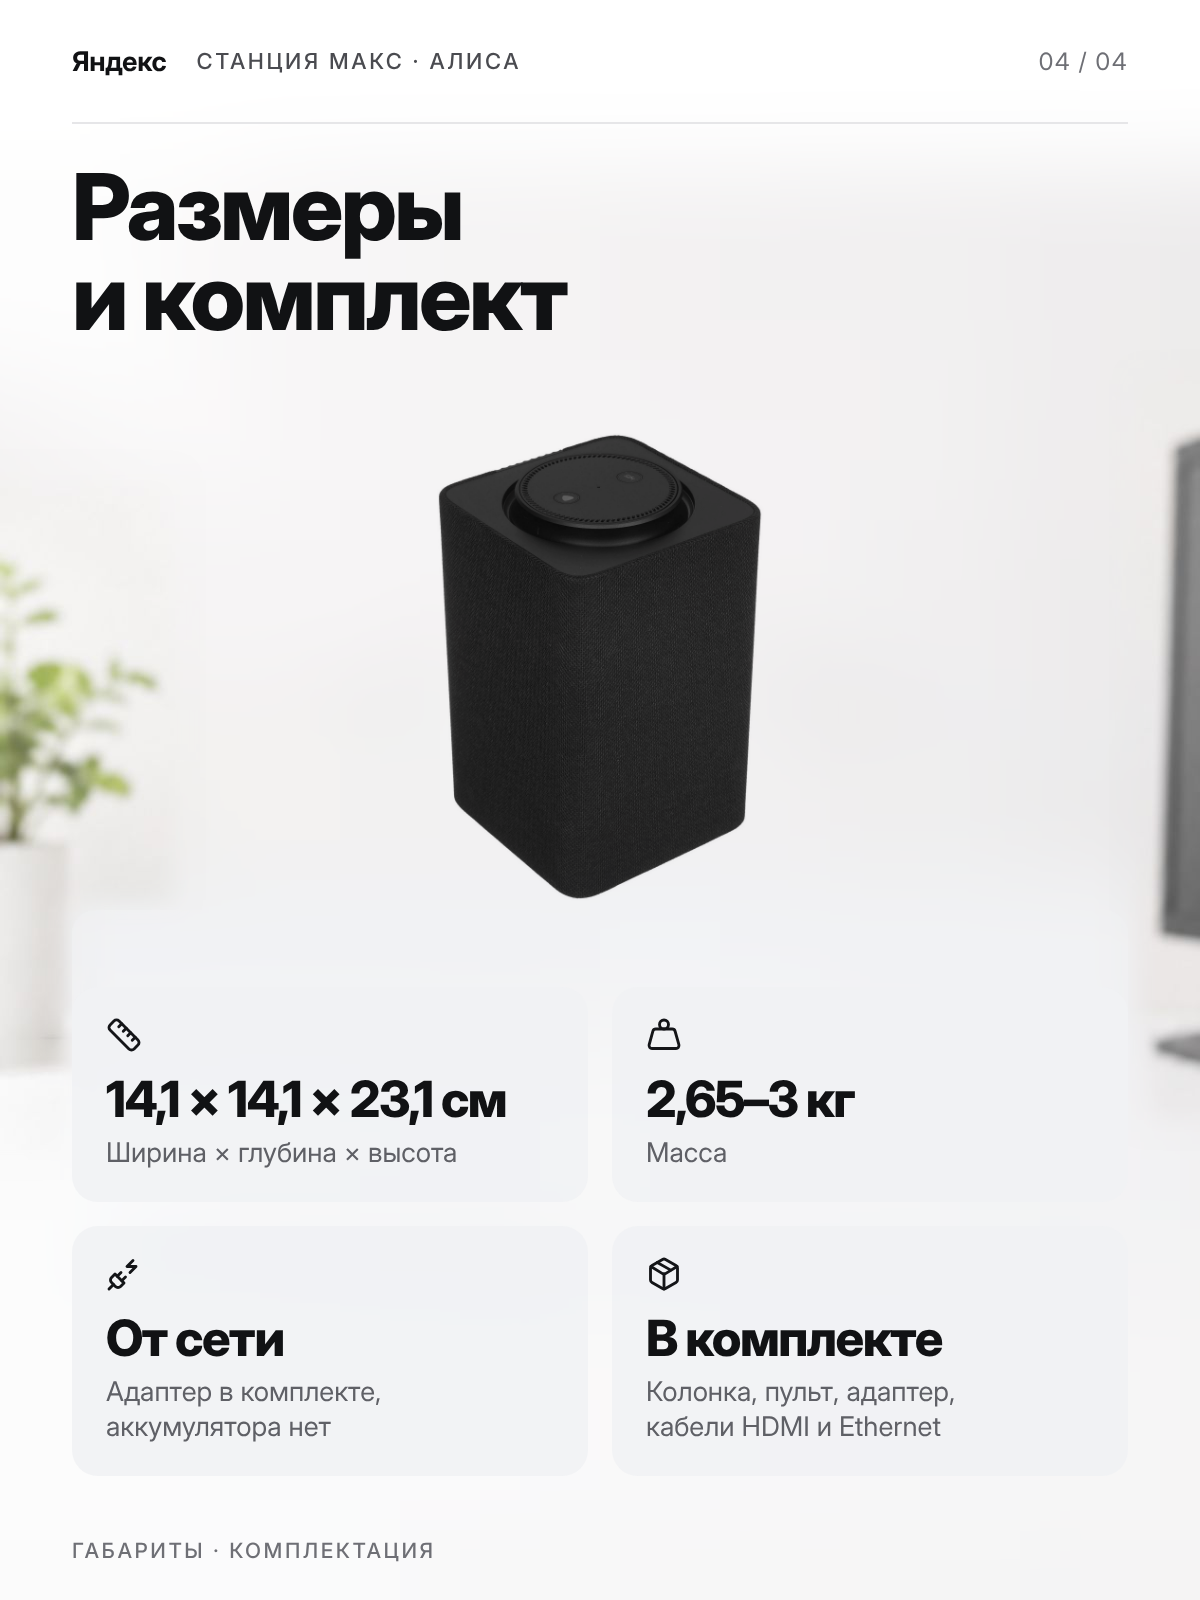 Яндекс СТАНЦИЯ МАКС · АЛИСА 04 / 04
Размеры
и комплект
14,1 × 14,1 × 23,1 см
Ширина × глубина × высота
2,65–3 кг
Масса
От сети
Адаптер в комплекте,
аккумулятора нет
В комплекте
Колонка, пульт, адаптер,
кабели HDMI и Ethernet
ГАБАРИТЫ · КОМПЛЕКТАЦИЯ